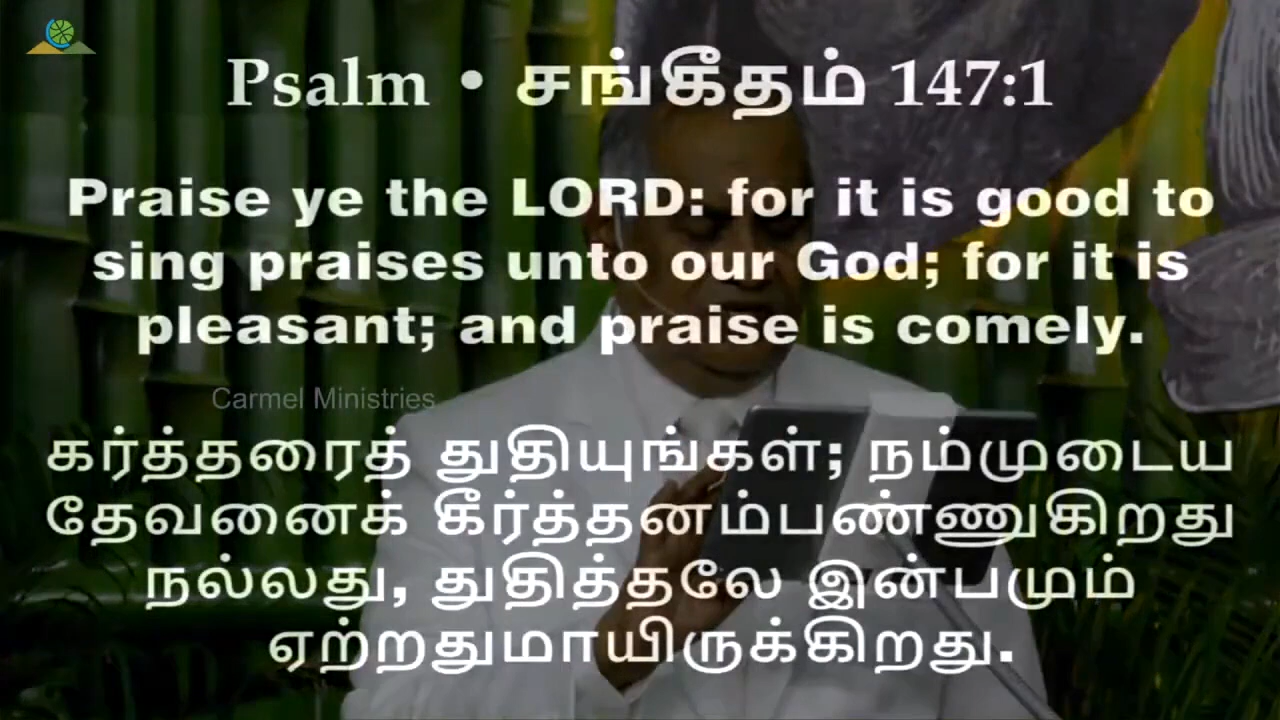 Psalm • சங்கீதம் 147:1
Praise ye the LORD: for it is good to
sing praises unto our God; for it is
pleasant; and praise is comely.
Carmel Ministries
கர்த்தரைத் துதியுங்கள்; நம்முடைய
தேவனைக் கீர்த்தனம்பண்ணுகிறது
நல்லது, துதித்தலே இன்பமும்
ஏற்றதுமாயிருக்கிறது.